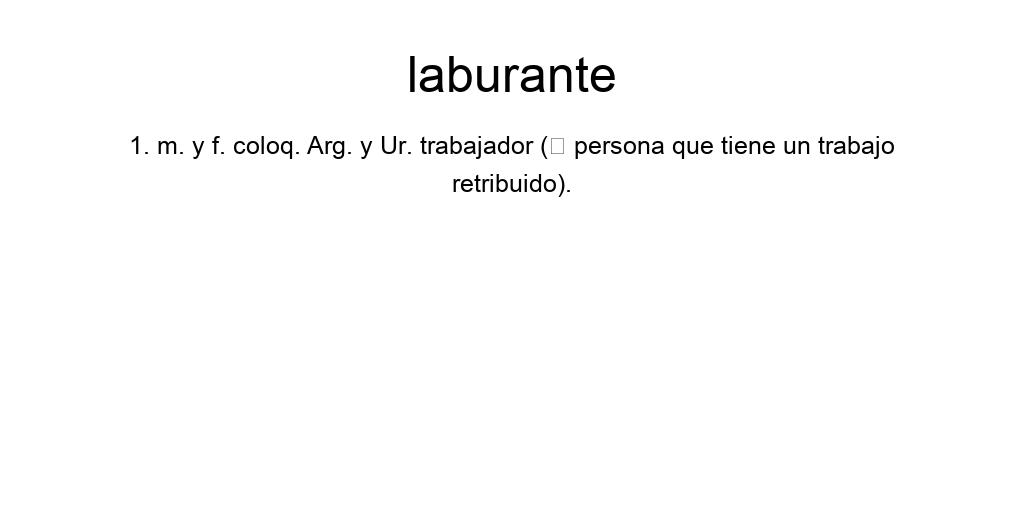 laburante
1. m. y f. coloq. Arg. y Ur. trabajador (□ persona que tiene un trabajo
retribuido).